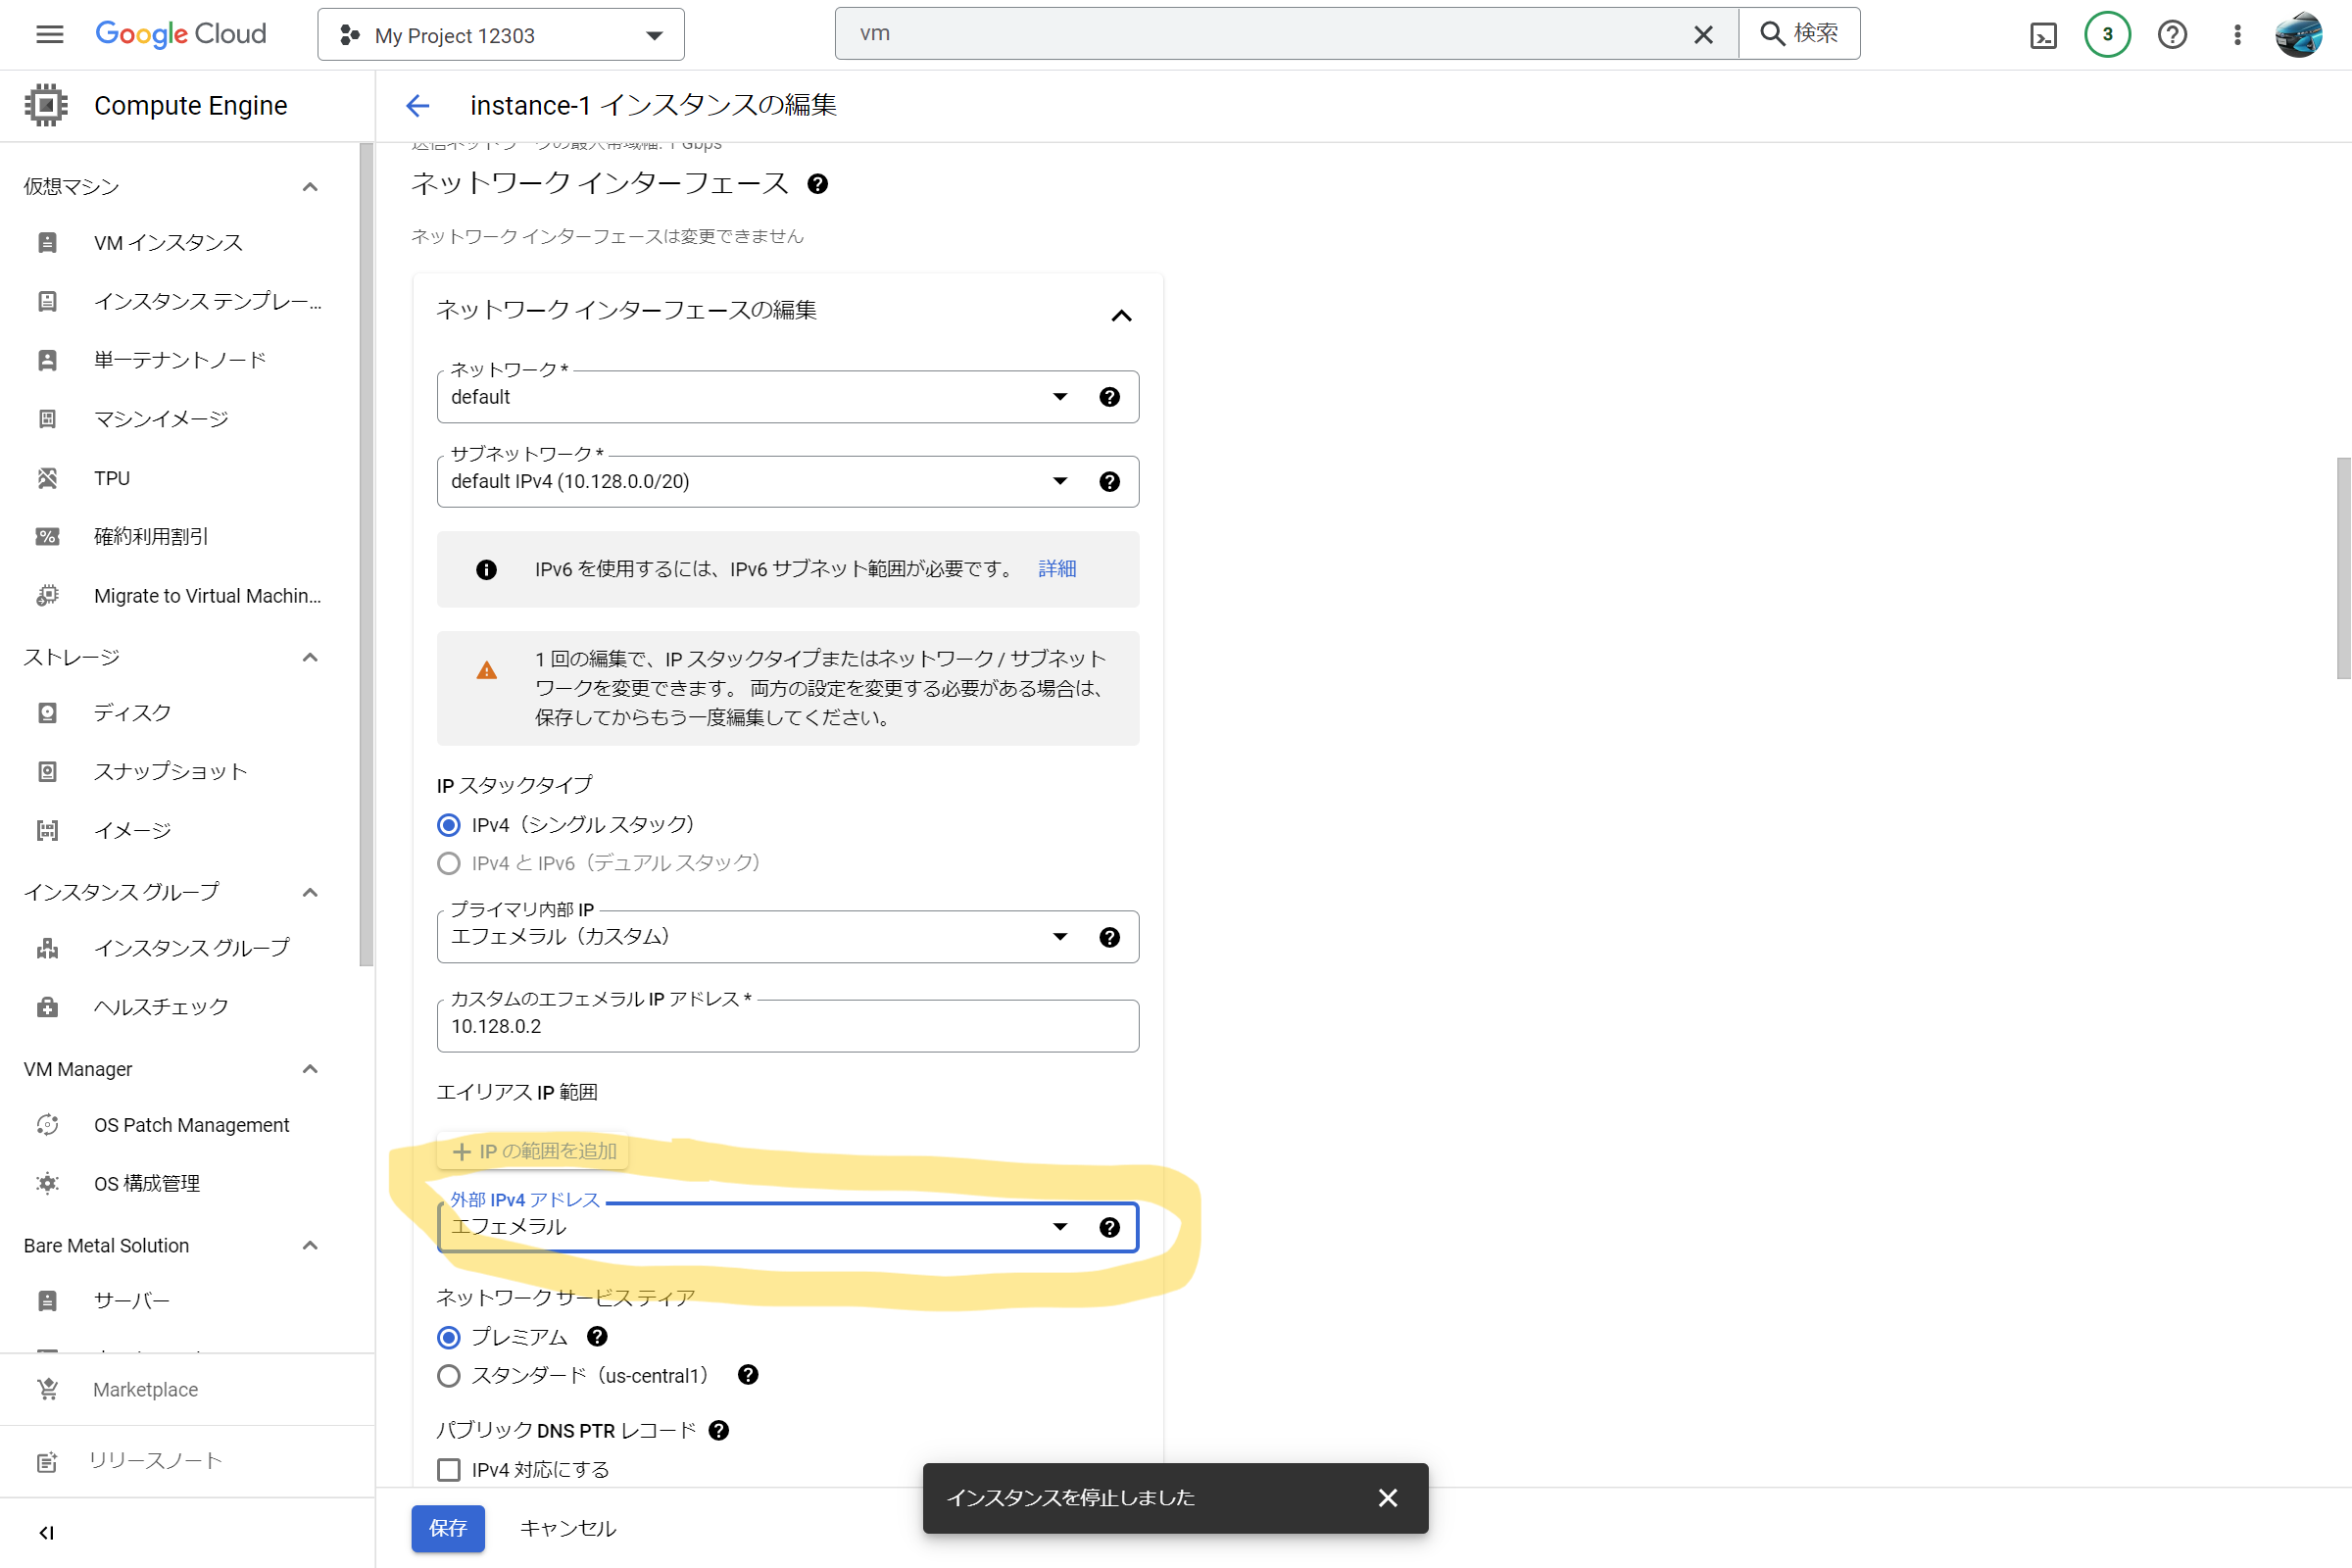 Google Cloud
My Project 12303
vm
検索
3
Compute Engine
instance-1 インスタンスの編集
仮想マシン
VM インスタンス
インスタンス テンプレー...
単一テナントノード
マシンイメージ
TPU
確約利用割引
Migrate to Virtual Machin...
ストレージ
ディスク
スナップショット
イメージ
インスタンス グループ
インスタンス グループ
ヘルスチェック
VM Manager
OS Patch Management
OS 構成管理
Bare Metal Solution
サーバー
Marketplace
リリースノート
送信ネットワークの最大帯域幅: 1 Gbps
ネットワーク インターフェース
ネットワーク インターフェースは変更できません
ネットワーク インターフェースの編集
ネットワーク *
default
サブネットワーク *
default IPv4 (10.128.0.0/20)
IPv6 を使用するには、IPv6 サブネット範囲が必要です。 詳細
1 回の編集で、IP スタックタイプまたはネットワーク / サブネット
ワークを変更できます。 両方の設定を変更する必要がある場合は、
保存してからもう一度編集してください。
IP スタックタイプ
IPv4（シングル スタック）
IPv4 と IPv6（デュアル スタック）
プライマリ内部 IP
エフェメラル（カスタム）
カスタムのエフェメラル IP アドレス *
10.128.0.2
エイリアス IP 範囲
+ IP の範囲を追加
外部 IPv4 アドレス
エフェメラル
ネットワーク サービス ティア
プレミアム
スタンダード（us-central1）
パブリック DNS PTR レコード
IPv4 対応にする
保存
キャンセル
インスタンスを停止しました